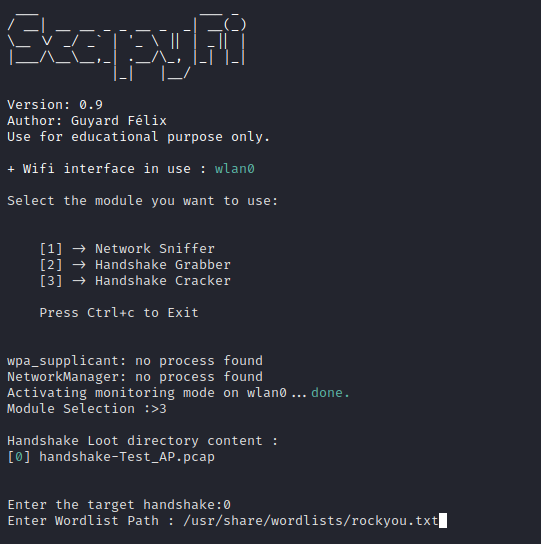 ScapyFi
Version: 0.9
Author: Guyard Félix
Use for educational purpose only.
+ Wifi interface in use : wlan0
Select the module you want to use:
[1] -> Network Sniffer
[2] -> Handshake Grabber
[3] -> Handshake Cracker
Press Ctrl+c to Exit
wpa_supplicant: no process found
NetworkManager: no process found
Activating monitoring mode on wlan0...done.
Module Selection :>3
Handshake Loot directory content :
[0] handshake-Test_AP.pcap
Enter the target handshake:0
Enter Wordlist Path : /usr/share/wordlists/rockyou.txt